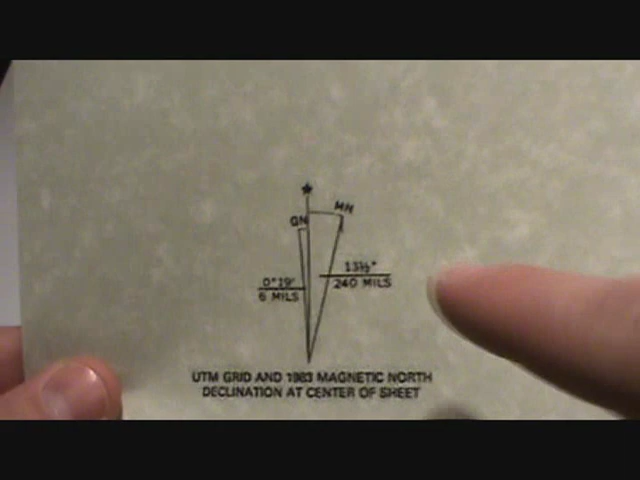 ★
GN
MN
0°19'
6 MILS
13½°
240 MILS
UTM GRID AND 1983 MAGNETIC NORTH
DECLINATION AT CENTER OF SHEET